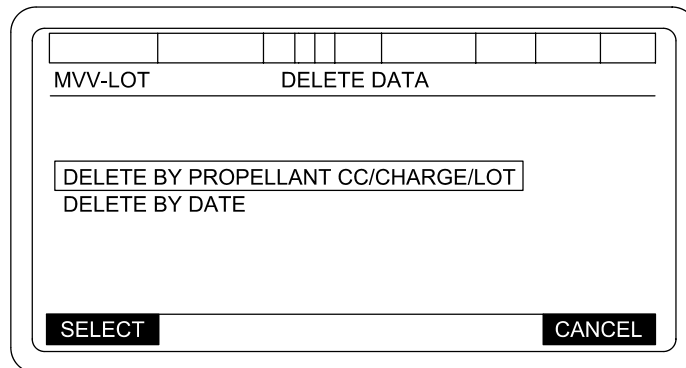 MVV-LOT DELETE DATA
DELETE BY PROPELLANT CC/CHARGE/LOT
DELETE BY DATE
SELECT CANCEL